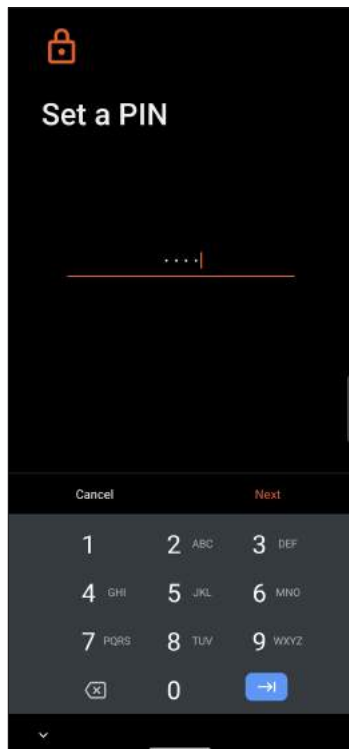 Set a PIN
....
Cancel Next
1 2 ABC 3 DEF
4 GHI 5 JKL 6 MNO
7 PQRS 8 TUV 9 WXYZ
0